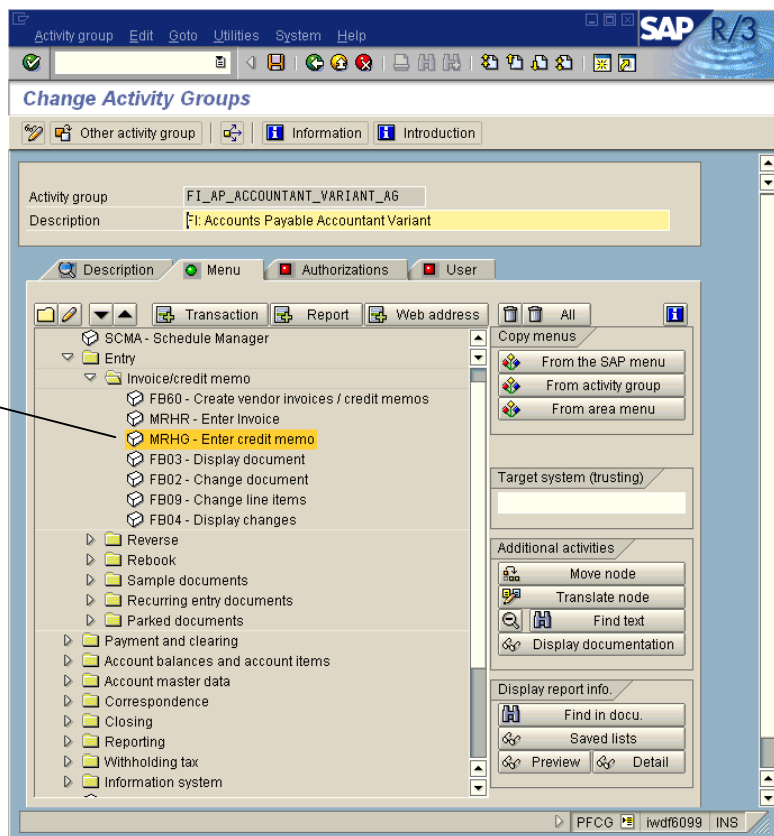 Activity group Edit Goto Utilities System Help
SAP R/3
Change Activity Groups
Other activity group Information Introduction
Activity group FI_AP_ACCOUNTANT_VARIANT_AG
Description FI: Accounts Payable Accountant Variant
Description Menu Authorizations User
Transaction Report Web address All
SCMA - Schedule Manager
Entry
Invoice/credit memo
FB60 - Create vendor invoices / credit memos
MRHR - Enter Invoice
MRHG - Enter credit memo
FB03 - Display document
FB02 - Change document
FB09 - Change line items
FB04 - Display changes
Reverse
Rebook
Sample documents
Recurring entry documents
Parked documents
Payment and clearing
Account balances and account items
Account master data
Correspondence
Closing
Reporting
Withholding tax
Information system
Copy menus
From the SAP menu
From activity group
From area menu
Target system (trusting)
Additional activities
Move node
Translate node
Find text
Display documentation
Display report info.
Find in docu.
Saved lists
Preview Detail
PFCG iwdf6099 INS